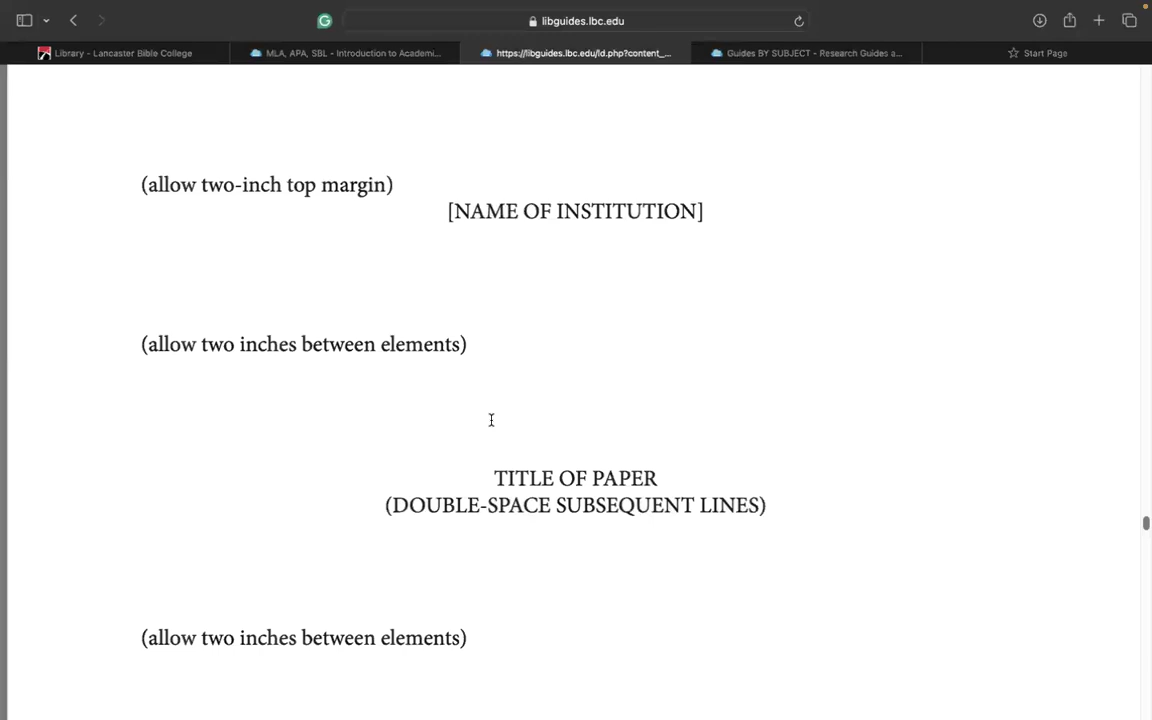 libguides.lbc.edu
Library - Lancaster Bible College
MLA, APA, SBL - Introduction to Academi...
https://libguides.lbc.edu/ld.php?content_...
Guides BY SUBJECT - Research Guides a...
Start Page
(allow two-inch top margin)
[NAME OF INSTITUTION]
(allow two inches between elements)
TITLE OF PAPER
(DOUBLE-SPACE SUBSEQUENT LINES)
(allow two inches between elements)